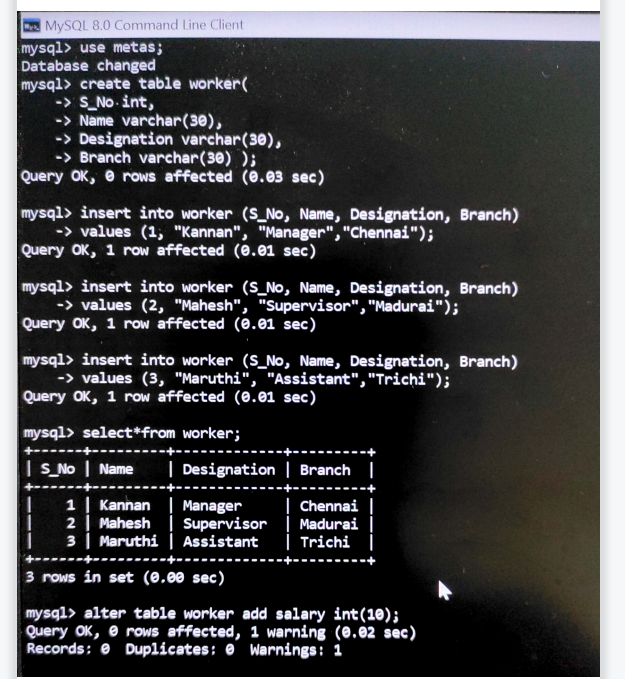 MySQL 8.0 Command Line Client
mysql> use metas;
Database changed
mysql> create table worker(
    -> S_No int,
    -> Name varchar(30),
    -> Designation varchar(30),
    -> Branch varchar(30) );
Query OK, 0 rows affected (0.03 sec)

mysql> insert into worker (S_No, Name, Designation, Branch)
    -> values (1, "Kannan", "Manager","Chennai");
Query OK, 1 row affected (0.01 sec)

mysql> insert into worker (S_No, Name, Designation, Branch)
    -> values (2, "Mahesh", "Supervisor","Madurai");
Query OK, 1 row affected (0.01 sec)

mysql> insert into worker (S_No, Name, Designation, Branch)
    -> values (3, "Maruthi", "Assistant","Trichi");
Query OK, 1 row affected (0.01 sec)

mysql> select*from worker;
+------+---------+-------------+---------+
| S_No | Name    | Designation | Branch  |
+------+---------+-------------+---------+
|    1 | Kannan  | Manager     | Chennai |
|    2 | Mahesh  | Supervisor  | Madurai |
|    3 | Maruthi | Assistant   | Trichi  |
+------+---------+-------------+---------+
3 rows in set (0.00 sec)

mysql> alter table worker add salary int(10);
Query OK, 0 rows affected, 1 warning (0.02 sec)
Records: 0  Duplicates: 0  Warnings: 1